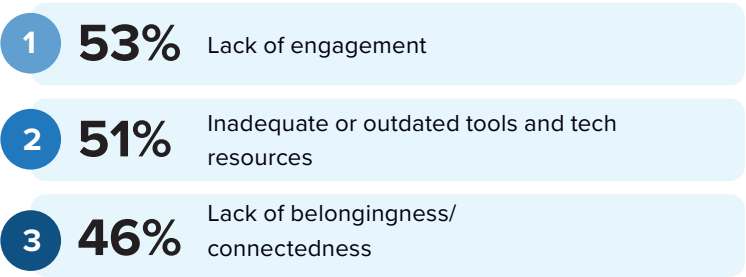 1 53% Lack of engagement
2 51% Inadequate or outdated tools and tech
resources
3 46% Lack of belongingness/
connectedness